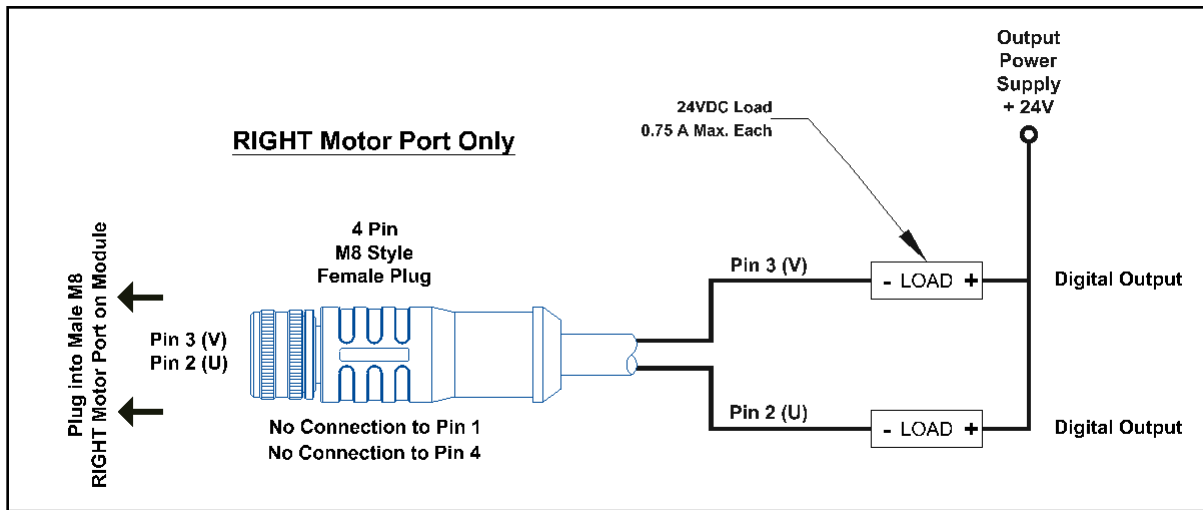 Output
Power
Supply
+ 24V
24VDC Load
0.75 A Max. Each
RIGHT Motor Port Only
4 Pin
M8 Style
Female Plug
Plug into Male M8
RIGHT Motor Port on Module
Pin 3 (V)
Pin 2 (U)
No Connection to Pin 1
No Connection to Pin 4
Pin 3 (V)
- LOAD +
Digital Output
Pin 2 (U)
- LOAD +
Digital Output